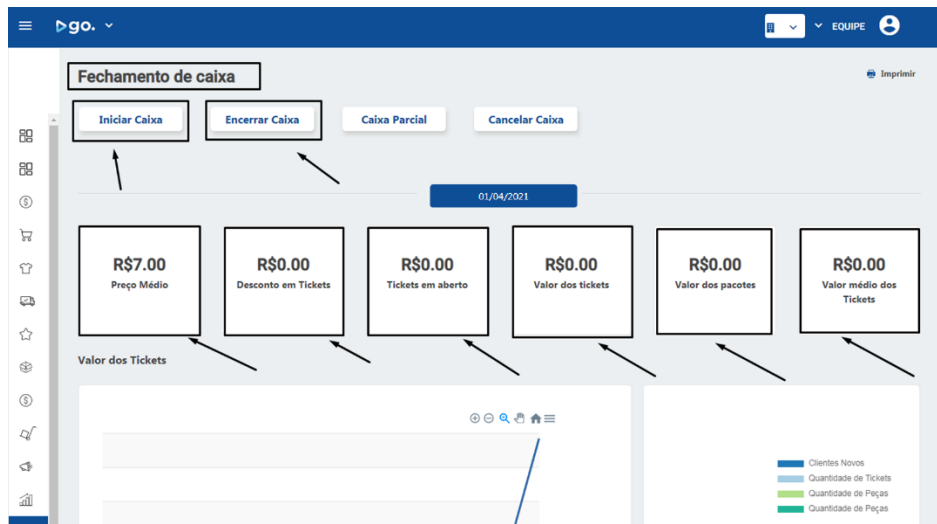 go.
EQUIPE
Fechamento de caixa
Imprimir
Iniciar Caixa
Encerrar Caixa
Caixa Parcial
Cancelar Caixa
01/04/2021
R$7.00
Preço Médio
R$0.00
Desconto em Tickets
R$0.00
Tickets em aberto
R$0.00
Valor dos tickets
R$0.00
Valor dos pacotes
R$0.00
Valor médio dos
Tickets
Valor dos Tickets
Clientes Novos
Quantidade de Tickets
Quantidade de Peças
Quantidade de Peças